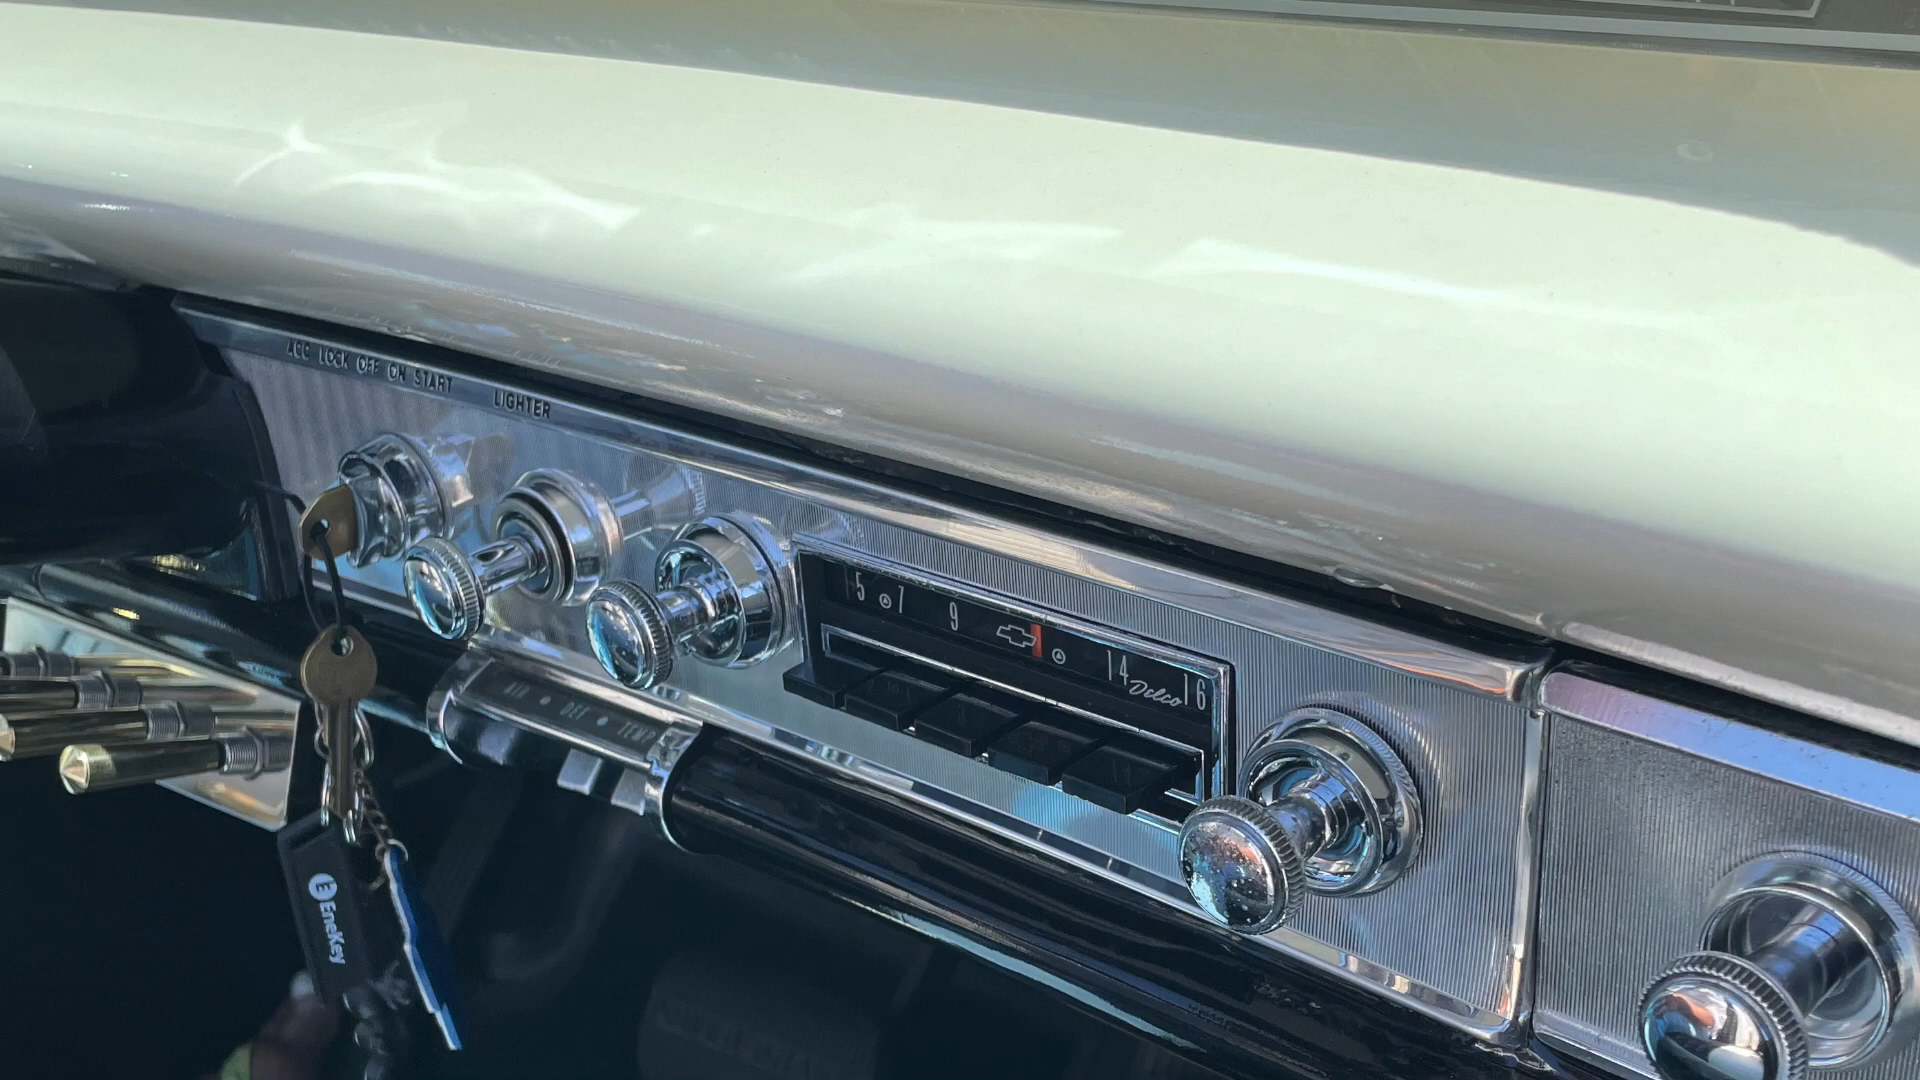 ACC LOCK OFF ON START
LIGHTER
5 7 9 14 16
Delco
AIR • DEF • TEMP
EneKey